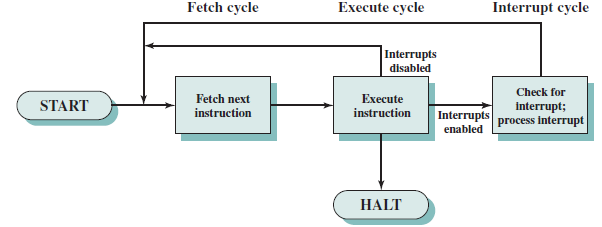 Fetch cycle
Execute cycle
Interrupt cycle
Interrupts
disabled
START
Fetch next
instruction
Execute
instruction
Interrupts
enabled
Check for
interrupt;
process interrupt
HALT